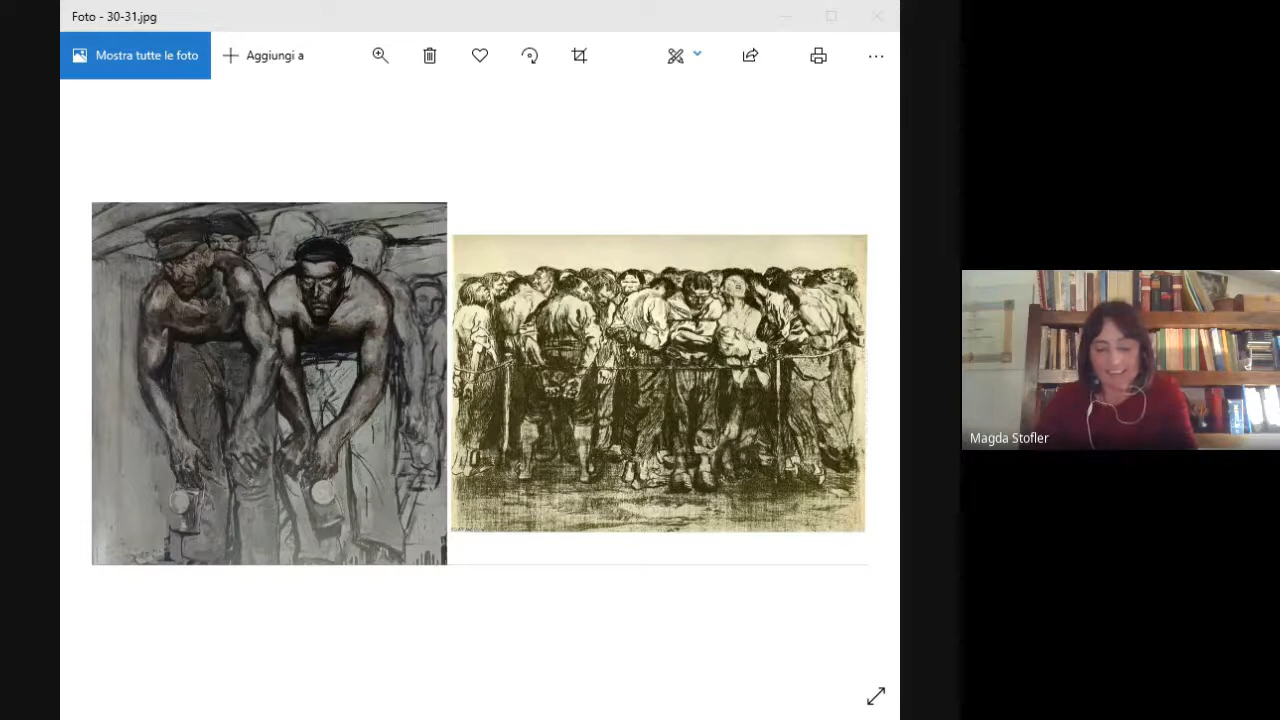 Foto - 30-31.jpg
Mostra tutte le foto
Aggiungi a
Magda Stofler